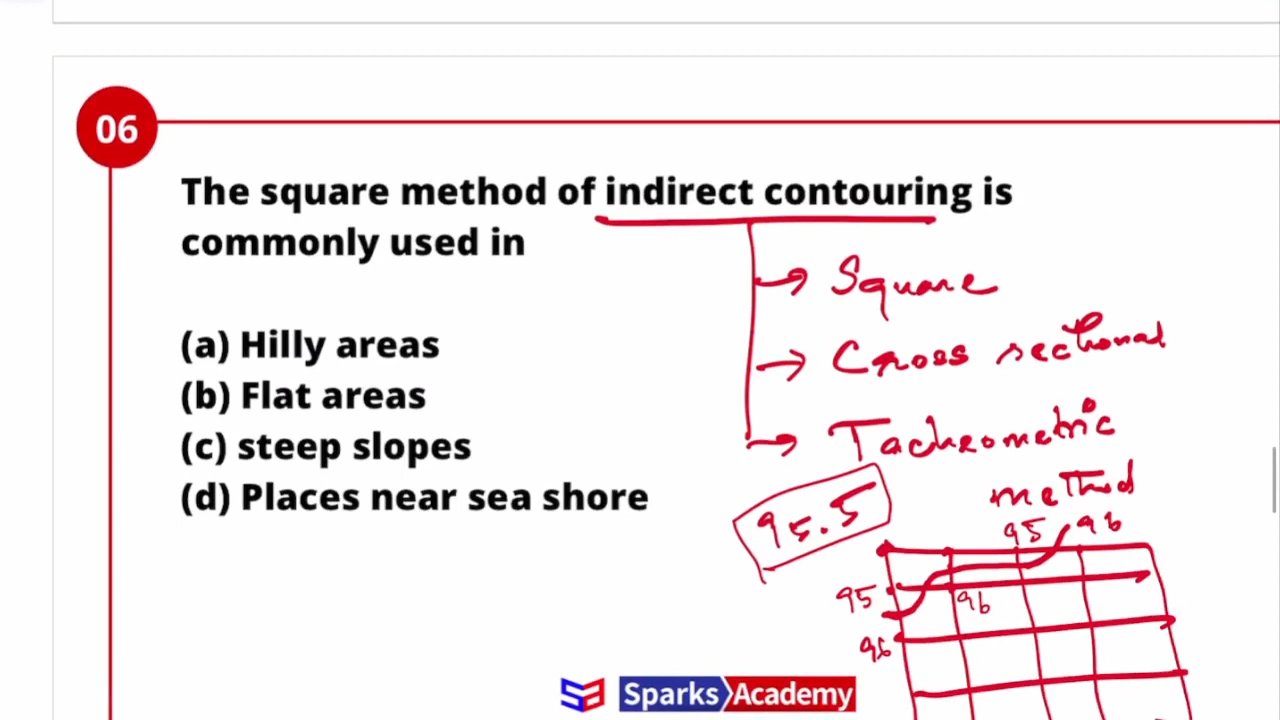 06
The square method of indirect contouring is
commonly used in
Square
(a) Hilly areas
Cross sectional
(b) Flat areas
(c) steep slopes
Tacheometric
method
(d) Places near sea shore
95.5
95 96
95
96
96
Sparks Academy